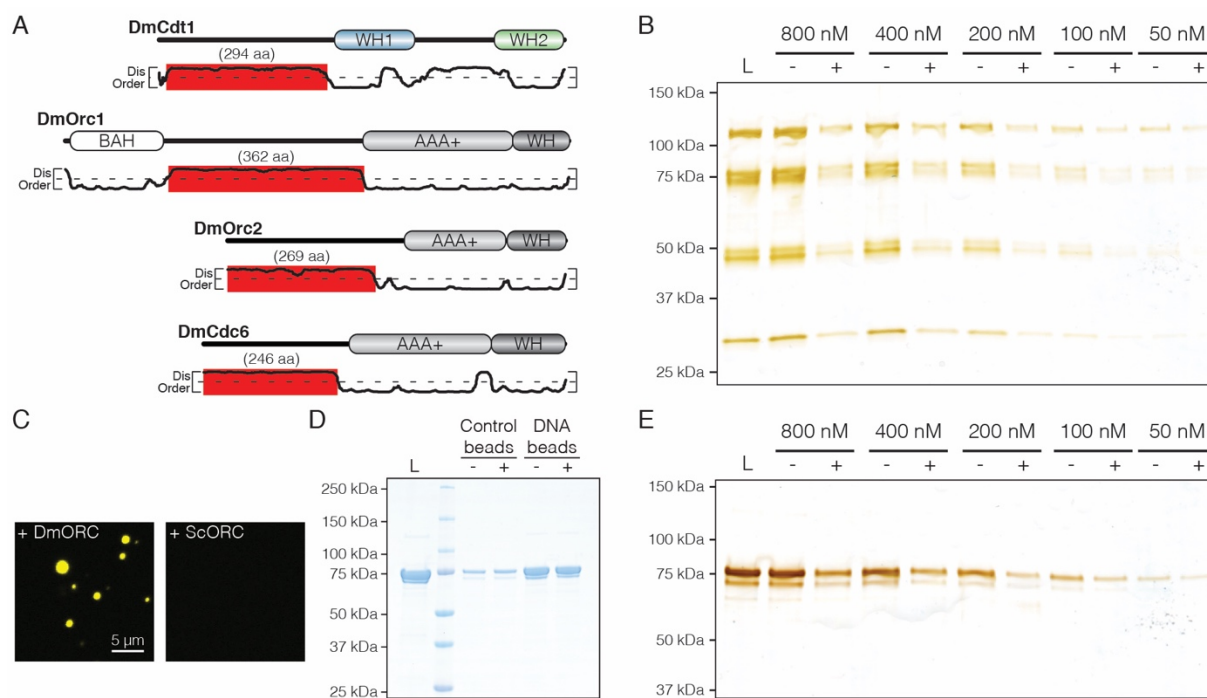 A
DmCdt1
WH1 WH2
(294 aa)
Dis
Order
DmOrc1
BAH AAA+ WH
(362 aa)
Dis
Order
DmOrc2
AAA+ WH
(269 aa)
Dis
Order
DmCdc6
AAA+ WH
(246 aa)
Dis
Order
B
800 nM 400 nM 200 nM 100 nM 50 nM
L - + - + - + - + - +
150 kDa
100 kDa
75 kDa
50 kDa
37 kDa
25 kDa
C
+ DmORC + ScORC
5 µm
D
Control beads DNA beads
L - + - +
250 kDa
150 kDa
100 kDa
75 kDa
50 kDa
37 kDa
25 kDa
E
800 nM 400 nM 200 nM 100 nM 50 nM
L - + - + - + - + - +
150 kDa
100 kDa
75 kDa
50 kDa
37 kDa